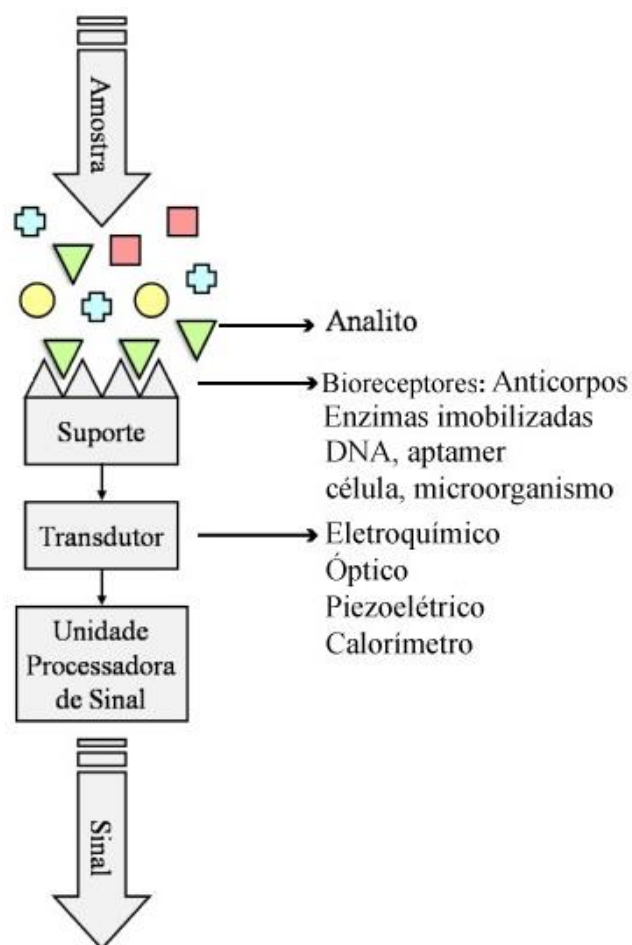 Amostra
Analito
Bioreceptores: Anticorpos
Enzimas imobilizadas
DNA, aptamer
célula, microorganismo
Suporte
Transdutor
Eletroquímico
Óptico
Piezoelétrico
Calorímetro
Unidade
Processadora
de Sinal
Sinal